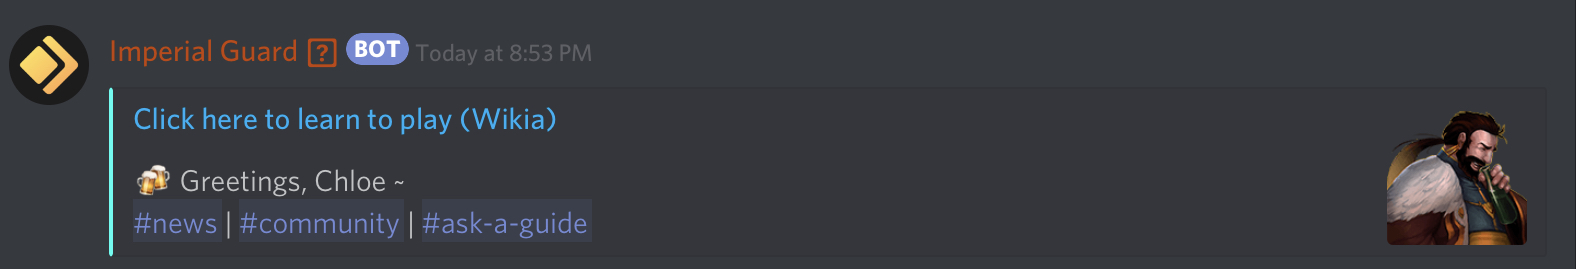 Imperial Guard ? BOT Today at 8:53 PM
Click here to learn to play (Wikia)
🍻 Greetings, Chloe ~
#news | #community | #ask-a-guide